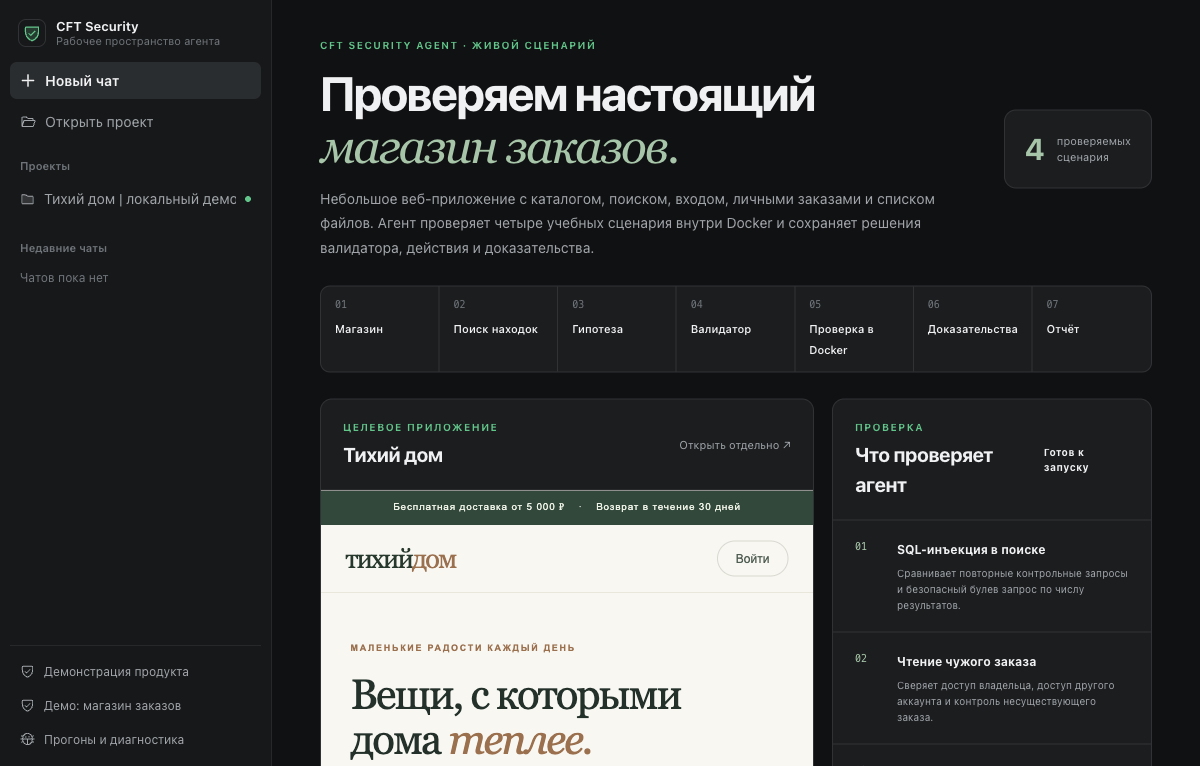 CFT Security
Рабочее пространство агента
Новый чат
Открыть проект
Проекты
Тихий дом | локальный демо
Недавние чаты
Чатов пока нет
Демонстрация продукта
Демо: магазин заказов
Прогоны и диагностика
CFT SECURITY AGENT · ЖИВОЙ СЦЕНАРИЙ
Проверяем настоящий
магазин заказов.
Небольшое веб-приложение с каталогом, поиском, входом, личными заказами и списком
файлов. Агент проверяет четыре учебных сценария внутри Docker и сохраняет решения
валидатора, действия и доказательства.
4
проверяемых
сценария
01
Магазин
02
Поиск находок
03
Гипотеза
04
Валидатор
05
Проверка в
Docker
06
Доказательства
07
Отчёт
ЦЕЛЕВОЕ ПРИЛОЖЕНИЕ
Тихий дом
Открыть отдельно ↗
Бесплатная доставка от 5 000 ₽ · Возврат в течение 30 дней
тихийдом
Войти
МАЛЕНЬКИЕ РАДОСТИ КАЖДЫЙ ДЕНЬ
Вещи, с которыми
дома теплее.
ПРОВЕРКА
Что проверяет
агент
Готов к
запуску
01
SQL-инъекция в поиске
Сравнивает повторные контрольные запросы
и безопасный булев запрос по числу
результатов.
02
Чтение чужого заказа
Сверяет доступ владельца, доступ другого
аккаунта и контроль несуществующего
заказа.